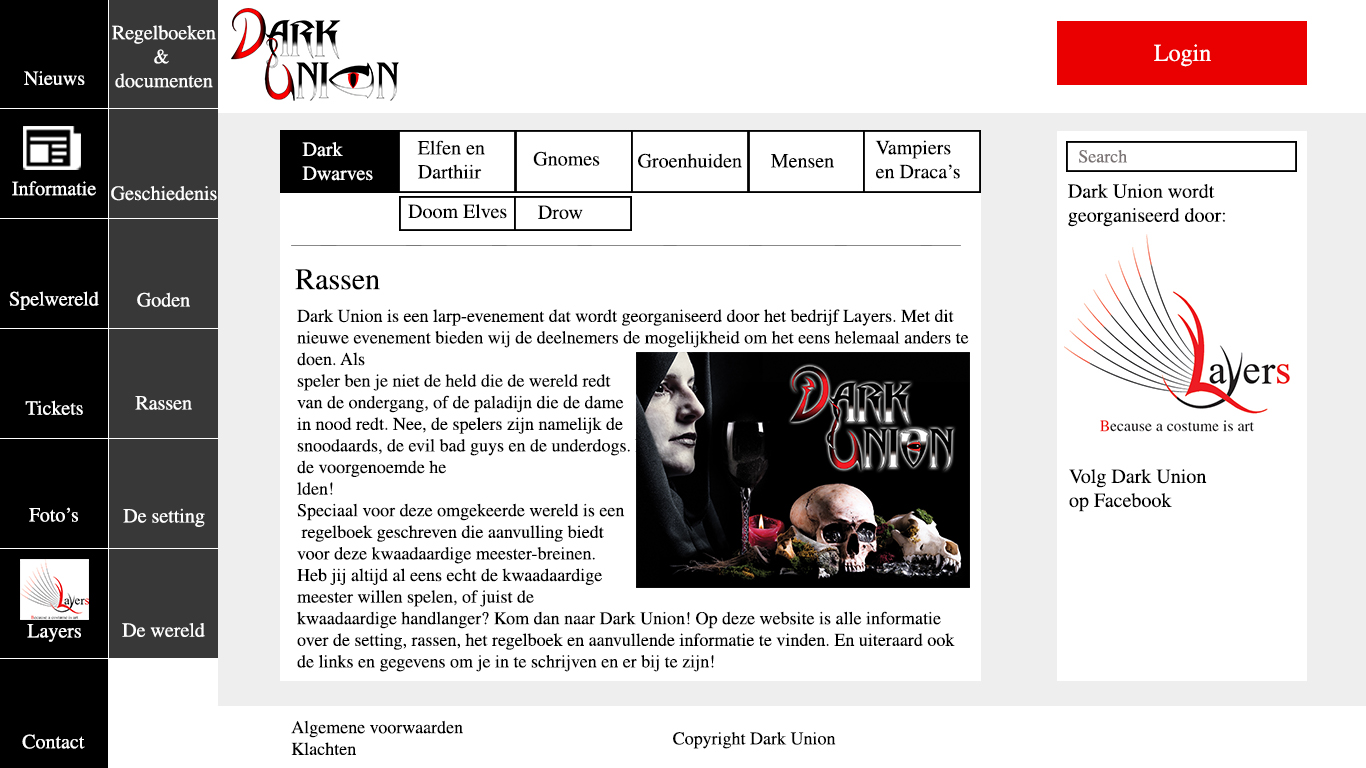 Nieuws
Informatie
Spelwereld
Tickets
Foto's
Layers
Because a costume is art
Layers
Contact
Regelboeken
&
documenten
Geschiedenis
Goden
Rassen
De setting
De wereld
DARK
UNION
Login
Dark
Dwarves
Elfen en
Darthiir
Gnomes
Groenhuiden
Mensen
Vampiers
en Draca's
Doom Elves
Drow
Rassen
Dark Union is een larp-evenement dat wordt georganiseerd door het bedrijf Layers. Met dit
nieuwe evenement bieden wij de deelnemers de mogelijkheid om het eens helemaal anders te
doen. Als
speler ben je niet de held die de wereld redt
van de ondergang, of de paladijn die de dame
in nood redt. Nee, de spelers zijn namelijk de
snoodaards, de evil bad guys en de underdogs.
de voorgenoemde he
lden!
Speciaal voor deze omgekeerde wereld is een
regelboek geschreven die aanvulling biedt
voor deze kwaadaardige meester-breinen.
Heb jij altijd al eens echt de kwaadaardige
meester willen spelen, of juist de
kwaadaardige handlanger? Kom dan naar Dark Union! Op deze website is alle informatie
over de setting, rassen, het regelboek en aanvullende informatie te vinden. En uiteraard ook
de links en gegevens om je in te schrijven en er bij te zijn!
DARK
UNION
Search
Dark Union wordt
georganiseerd door:
Layers
Because a costume is art
Volg Dark Union
op Facebook
Algemene voorwaarden
Klachten
Copyright Dark Union